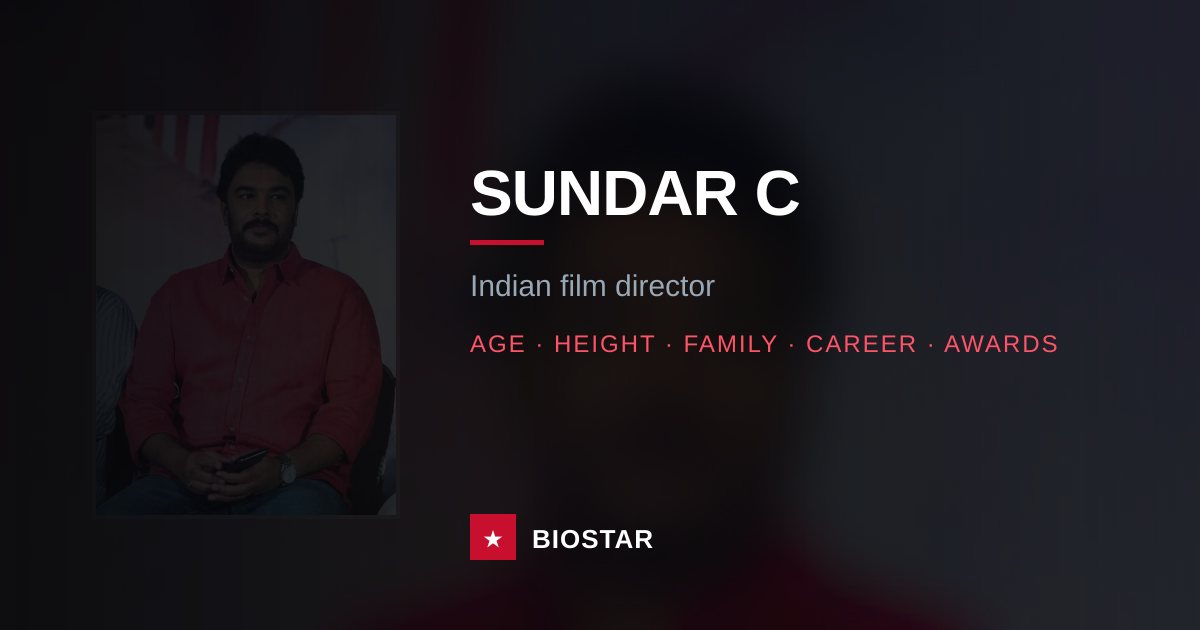 SUNDAR C
Indian film director
AGE · HEIGHT · FAMILY · CAREER · AWARDS
BIOSTAR